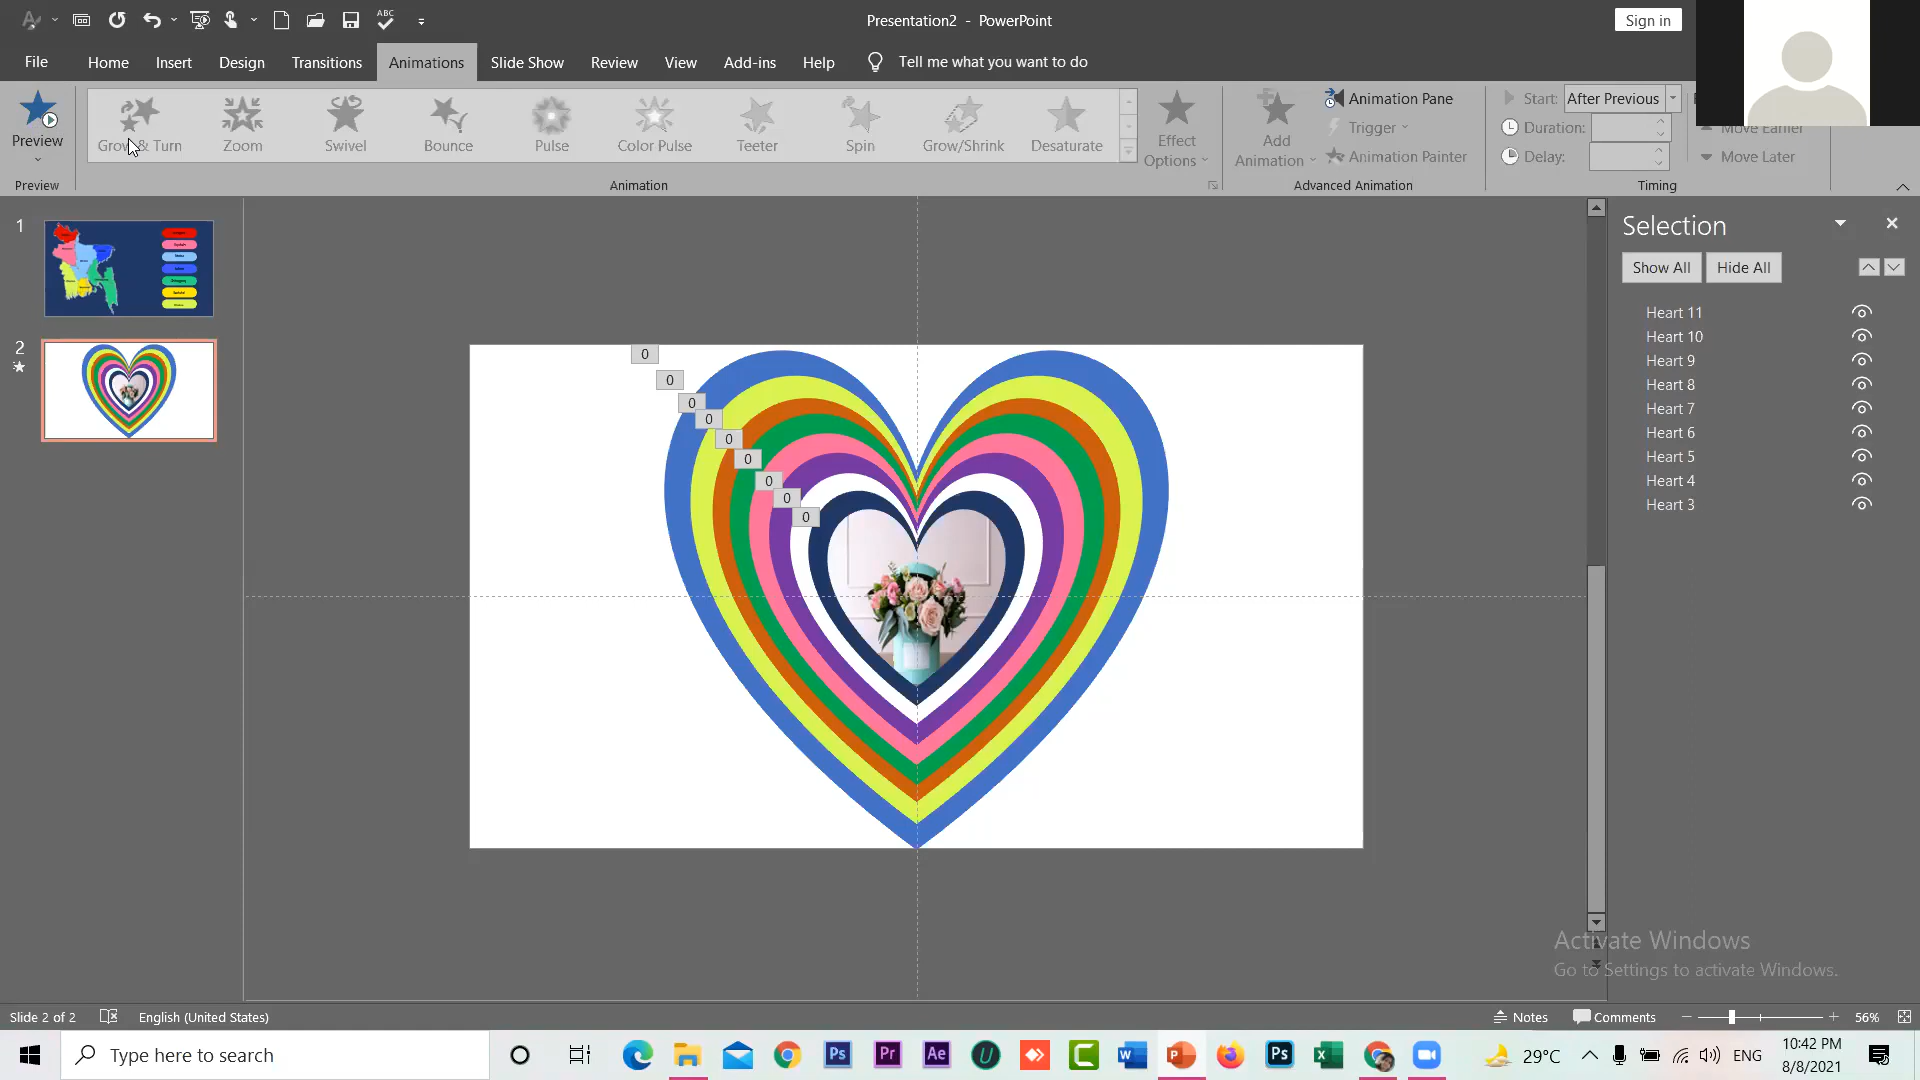 Presentation2 - PowerPoint
Sign in
File Home Insert Design Transitions Animations Slide Show Review View Add-ins Help Tell me what you want to do
ABC
Preview
Grow & Turn Zoom Swivel Bounce Pulse Color Pulse Teeter Spin Grow/Shrink Desaturate
Effect Options
Add Animation
Animation Pane
Trigger
Animation Painter
Start: After Previous
Duration:
Delay:
Move Earlier
Move Later
Preview Animation Advanced Animation Timing
1
2
0
0
0
0
0
0
0
0
0
Selection
Show All Hide All
Heart 11
Heart 10
Heart 9
Heart 8
Heart 7
Heart 6
Heart 5
Heart 4
Heart 3
Activate Windows
Go to Settings to activate Windows.
Slide 2 of 2 English (United States) Notes Comments 56%
Type here to search
Ps Pr Ae Ps
29°C ENG
10:42 PM
8/8/2021